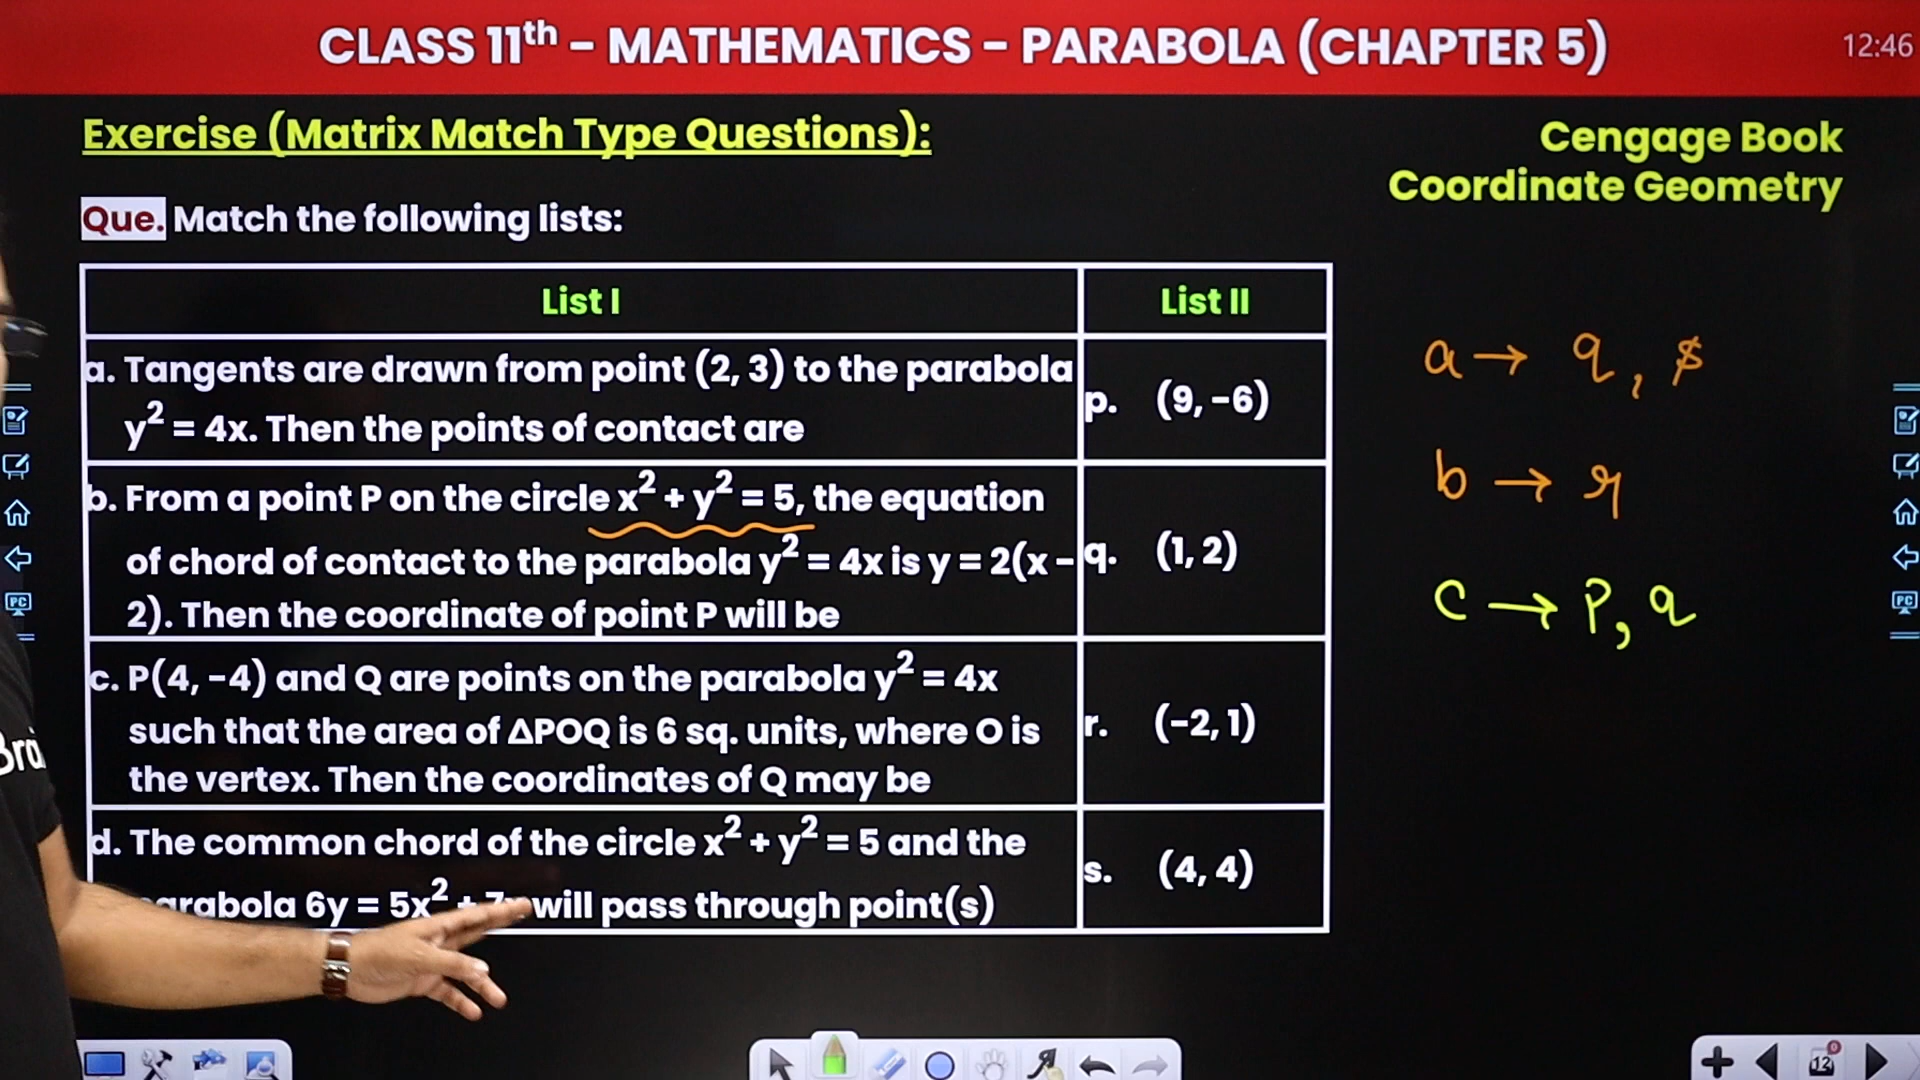 CLASS 11th – MATHEMATICS – PARABOLA (CHAPTER 5)
12:46
Exercise (Matrix Match Type Questions):
Cengage Book
Coordinate Geometry
Que. Match the following lists:
List I
List II
a. Tangents are drawn from point (2, 3) to the parabola
y² = 4x. Then the points of contact are
p. (9, –6)
b. From a point P on the circle x² + y² = 5, the equation
of chord of contact to the parabola y² = 4x is y = 2(x –
2). Then the coordinate of point P will be
q. (1, 2)
c. P(4, –4) and Q are points on the parabola y² = 4x
such that the area of ΔPOQ is 6 sq. units, where O is
the vertex. Then the coordinates of Q may be
r. (–2, 1)
d. The common chord of the circle x² + y² = 5 and the
6y = 5x² + will pass through point(s)
s. (4, 4)
a → q, s
b → r
c → p, q
PC
PC
12